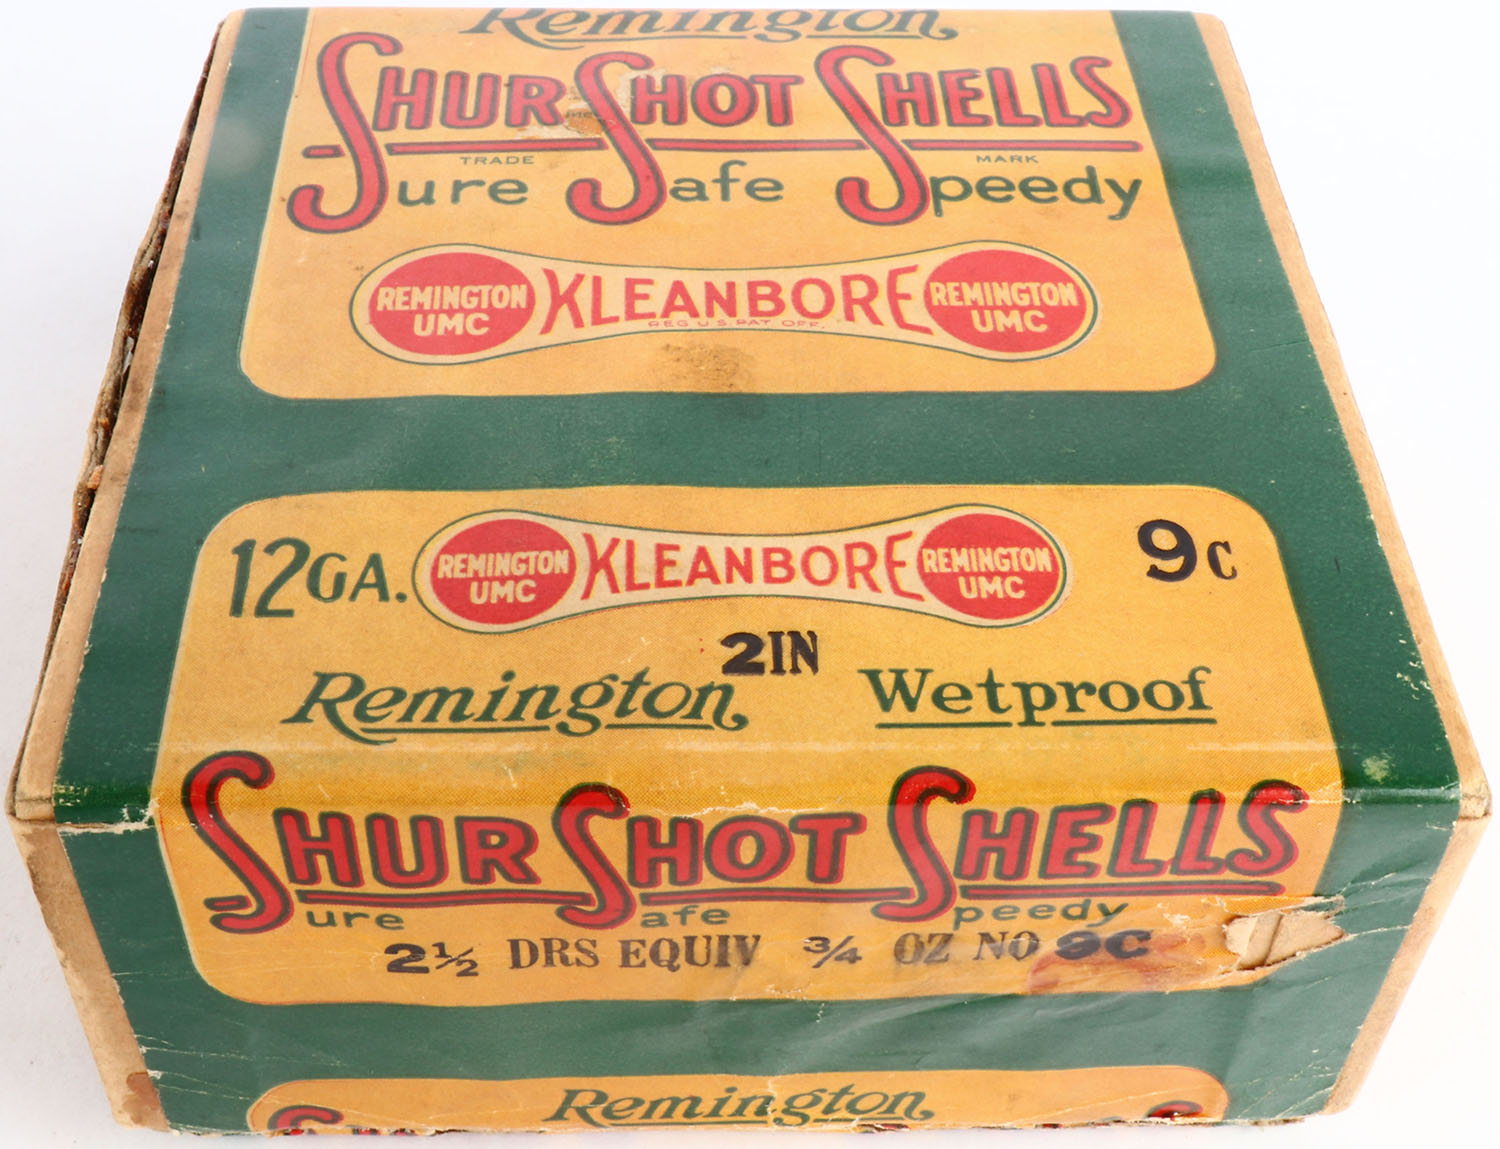 Remington,
SHUR SHOT SHELLS
TRADE MARK
Sure Safe Speedy
REMINGTON UMC KLEANBORE REMINGTON UMC
REG U.S. PAT OFF.
12 GA. REMINGTON UMC KLEANBORE REMINGTON UMC 9C
2IN
Remington, Wetproof
SHUR SHOT SHELLS
Sure Safe Speedy
2½ DRS EQUIV ¾ OZ NO 9C
Remington,